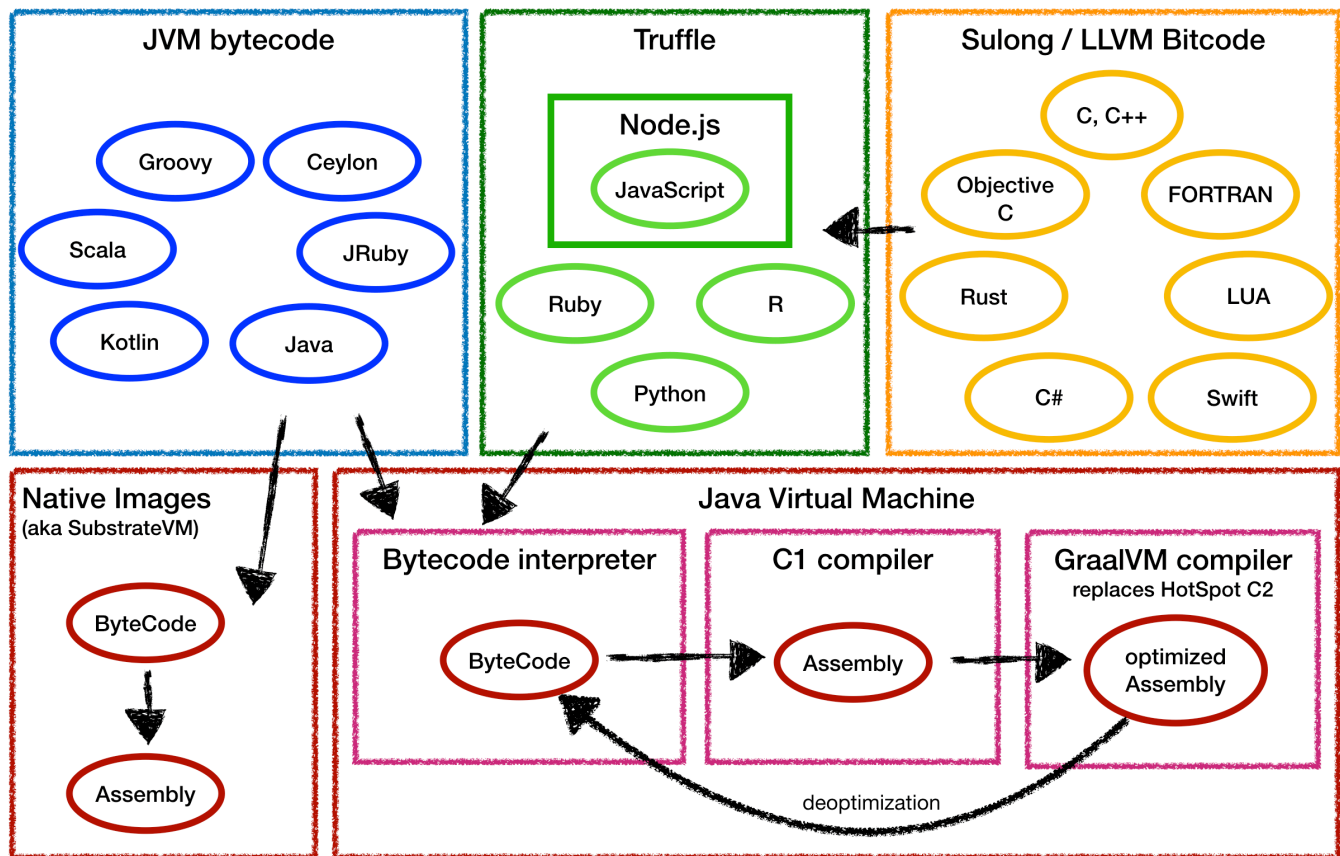 JVM bytecode
Groovy
Ceylon
Scala
JRuby
Kotlin
Java
Truffle
Node.js
JavaScript
Ruby
R
Python
Sulong / LLVM Bitcode
C, C++
Objective
C
FORTRAN
Rust
LUA
C#
Swift
Native Images
(aka SubstrateVM)
ByteCode
Assembly
Java Virtual Machine
Bytecode interpreter
ByteCode
C1 compiler
Assembly
GraalVM compiler
replaces HotSpot C2
optimized
Assembly
deoptimization